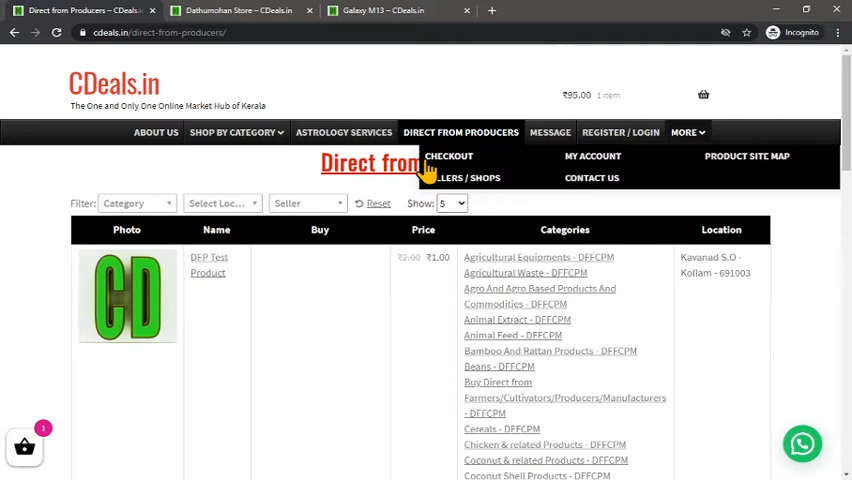 Direct from Producers – CDeals.in
Dathumohan Store – CDeals.in
Galaxy M13 – CDeals.in
cdeals.in/direct-from-producers/
Incognito
CDeals.in
The One and Only One Online Market Hub of Kerala
₹95.00 1 item
ABOUT US SHOP BY CATEGORY ASTROLOGY SERVICES DIRECT FROM PRODUCERS MESSAGE REGISTER / LOGIN MORE
CHECKOUT MY ACCOUNT PRODUCT SITE MAP
/ SHOPS CONTACT US
Direct from
Filter: Category Select Loc... Seller Reset Show: 5
Photo Name Buy Price Categories Location
CD
DFP Test
Product
₹2.00 ₹1.00
Agricultural Equipments - DFFCPM
Agricultural Waste - DFFCPM
Agro And Agro Based Products And
Commodities - DFFCPM
Animal Extract - DFFCPM
Animal Feed - DFFCPM
Bamboo And Rattan Products - DFFCPM
Beans - DFFCPM
Buy Direct from
Farmers/Cultivators/Producers/Manufacturers
- DFFCPM
Cereals - DFFCPM
Chicken & related Products - DFFCPM
Coconut & related Products - DFFCPM
Coconut Shell Products - DFFCPM
Kavanad S.O -
Kollam - 691003
1